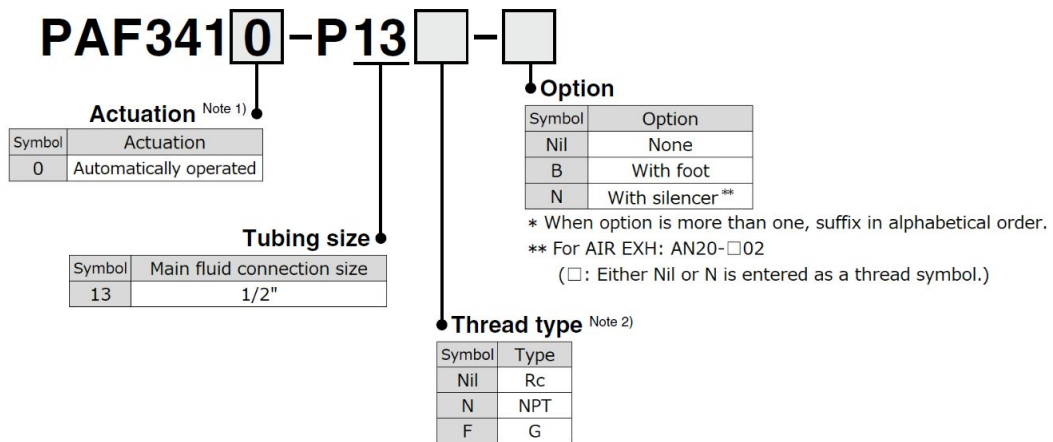 PAF3410-P13□-□
Option
Symbol Option
Nil None
B With foot
N With silencer**
* When option is more than one, suffix in alphabetical order.
** For AIR EXH: AN20-□02
(□: Either Nil or N is entered as a thread symbol.)
Actuation Note 1)
Symbol Actuation
0 Automatically operated
Tubing size
Symbol Main fluid connection size
13 1/2"
Thread type Note 2)
Symbol Type
Nil Rc
N NPT
F G